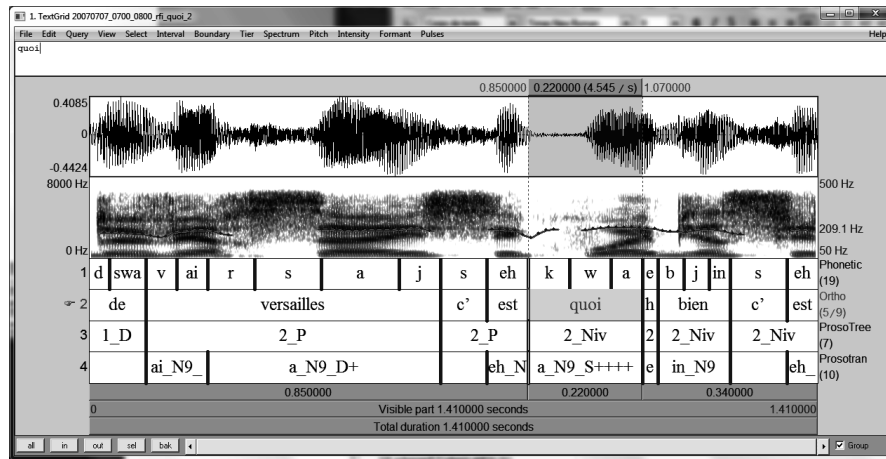 1. TextGrid 20070707_0700_0800_rfi_quoi_2
File Edit Query View Select Interval Boundary Tier Spectrum Pitch Intensity Formant Pulses Help
quoi
0.850000 0.220000 (4.545 / s) 1.070000
0.4085
0
-0.4424
8000 Hz 500 Hz
209.1 Hz
0 Hz 50 Hz
1 d swa v ai r s a j s eh k w a e b j in s eh Phonetic (19)
2 de versailles c' est quoi h bien c' est Ortho (5/9)
3 1_D 2_P 2_P 2_Niv 2 2_Niv 2_Niv ProsoTree (7)
4 ai_N9_ a_N9_D+ eh_N a_N9_S++++ e in_N9 eh_ Prosotran (10)
0.850000 0.220000 0.340000
0 Visible part 1.410000 seconds 1.410000
Total duration 1.410000 seconds
all in out sel bak Group